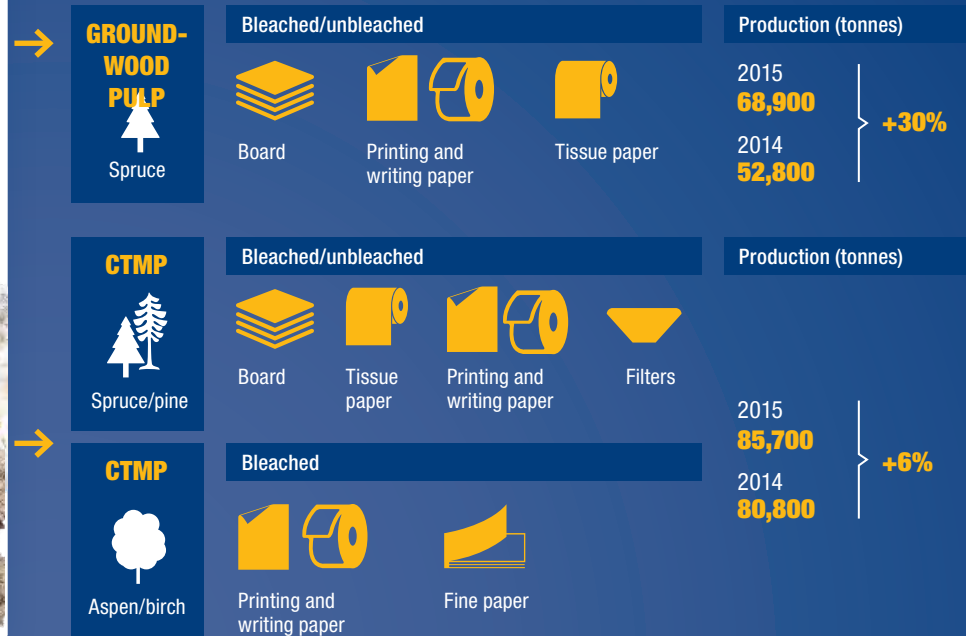 GROUND-
WOOD
PULP
Spruce
Bleached/unbleached
Board
Printing and
writing paper
Tissue paper
Production (tonnes)
2015
68,900
2014
52,800
+30%
CTMP
Spruce/pine
Bleached/unbleached
Board
Tissue
paper
Printing and
writing paper
Filters
Production (tonnes)
2015
85,700
2014
80,800
+6%
CTMP
Aspen/birch
Bleached
Printing and
writing paper
Fine paper